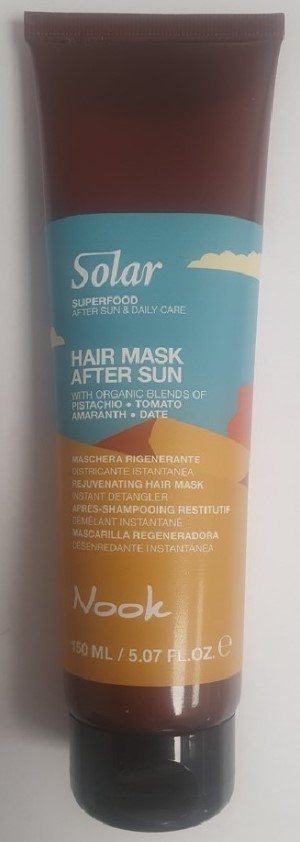 Solar
SUPERFOOD
AFTER SUN & DAILY CARE
HAIR MASK
AFTER SUN
WITH ORGANIC BLENDS OF
PISTACHIO • TOMATO
AMARANTH • DATE
MASCHERA RIGENERANTE
DISTRICANTE ISTANTANEA
REJUVENATING HAIR MASK
INSTANT DETANGLER
APRES-SHAMPOOING RESTITUTIF
DÉMÊLANT INSTANTANÉ
MASCARILLA REGENERADORA
DESENREDANTE INSTANTANEA
Nook
150 ML / 5.07 FL.OZ. ℮